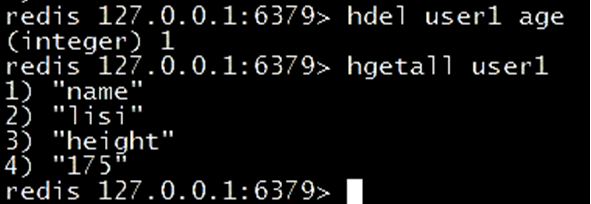 redis 127.0.0.1:6379> hdel user1 age
(integer) 1
redis 127.0.0.1:6379> hgetall user1
1) "name"
2) "lisi"
3) "height"
4) "175"
redis 127.0.0.1:6379>